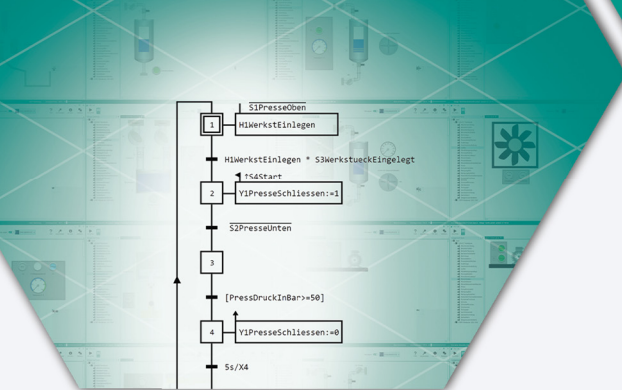 S1PresseOben
1
H1WerkstEinlegen
H1WerkstEinlegen * S3WerkstueckEingelegt
↑S4Start
2
Y1PresseSchliessen:=1
S2PresseUnten
3
[PressDruckInBar>=50]
4
Y1PresseSchliessen:=0
5s/X4